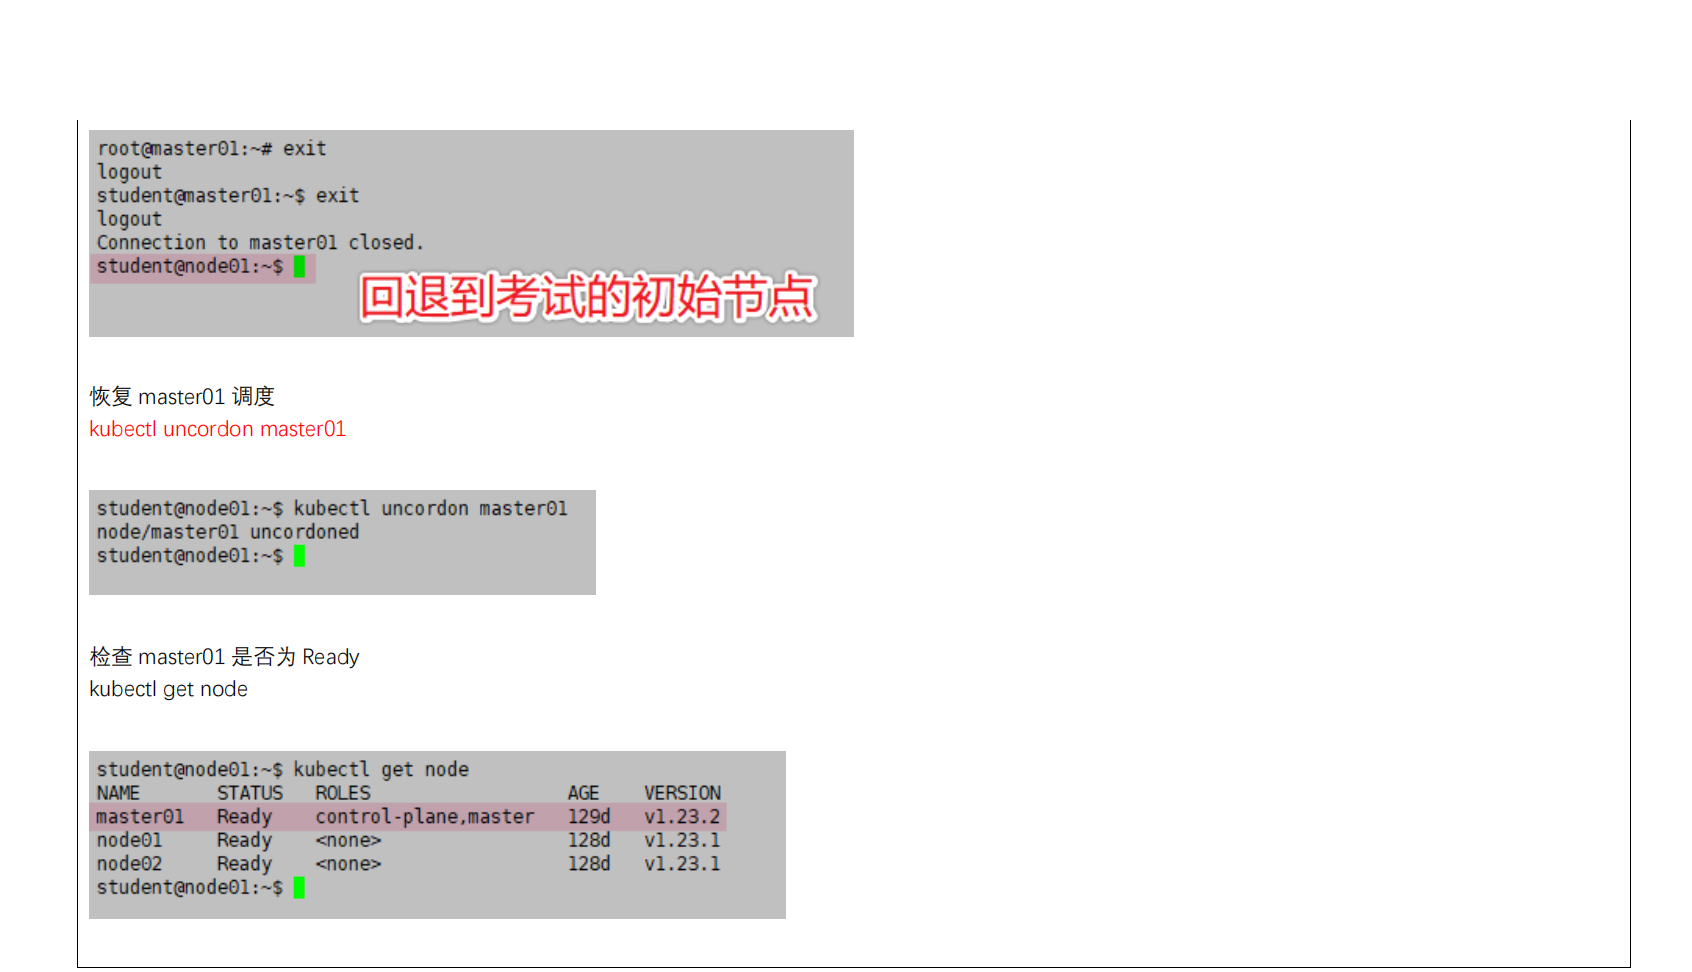 root@master01:~# exit
logout
student@master01:~$ exit
logout
Connection to master01 closed.
student@node01:~$
回退到考试的初始节点
恢复 master01 调度
kubectl uncordon master01
student@node01:~$ kubectl uncordon master01
node/master01 uncordoned
student@node01:~$
检查 master01 是否为 Ready
kubectl get node
student@node01:~$ kubectl get node
NAME STATUS ROLES AGE VERSION
master01 Ready control-plane,master 129d v1.23.2
node01 Ready <none> 128d v1.23.1
node02 Ready <none> 128d v1.23.1
student@node01:~$